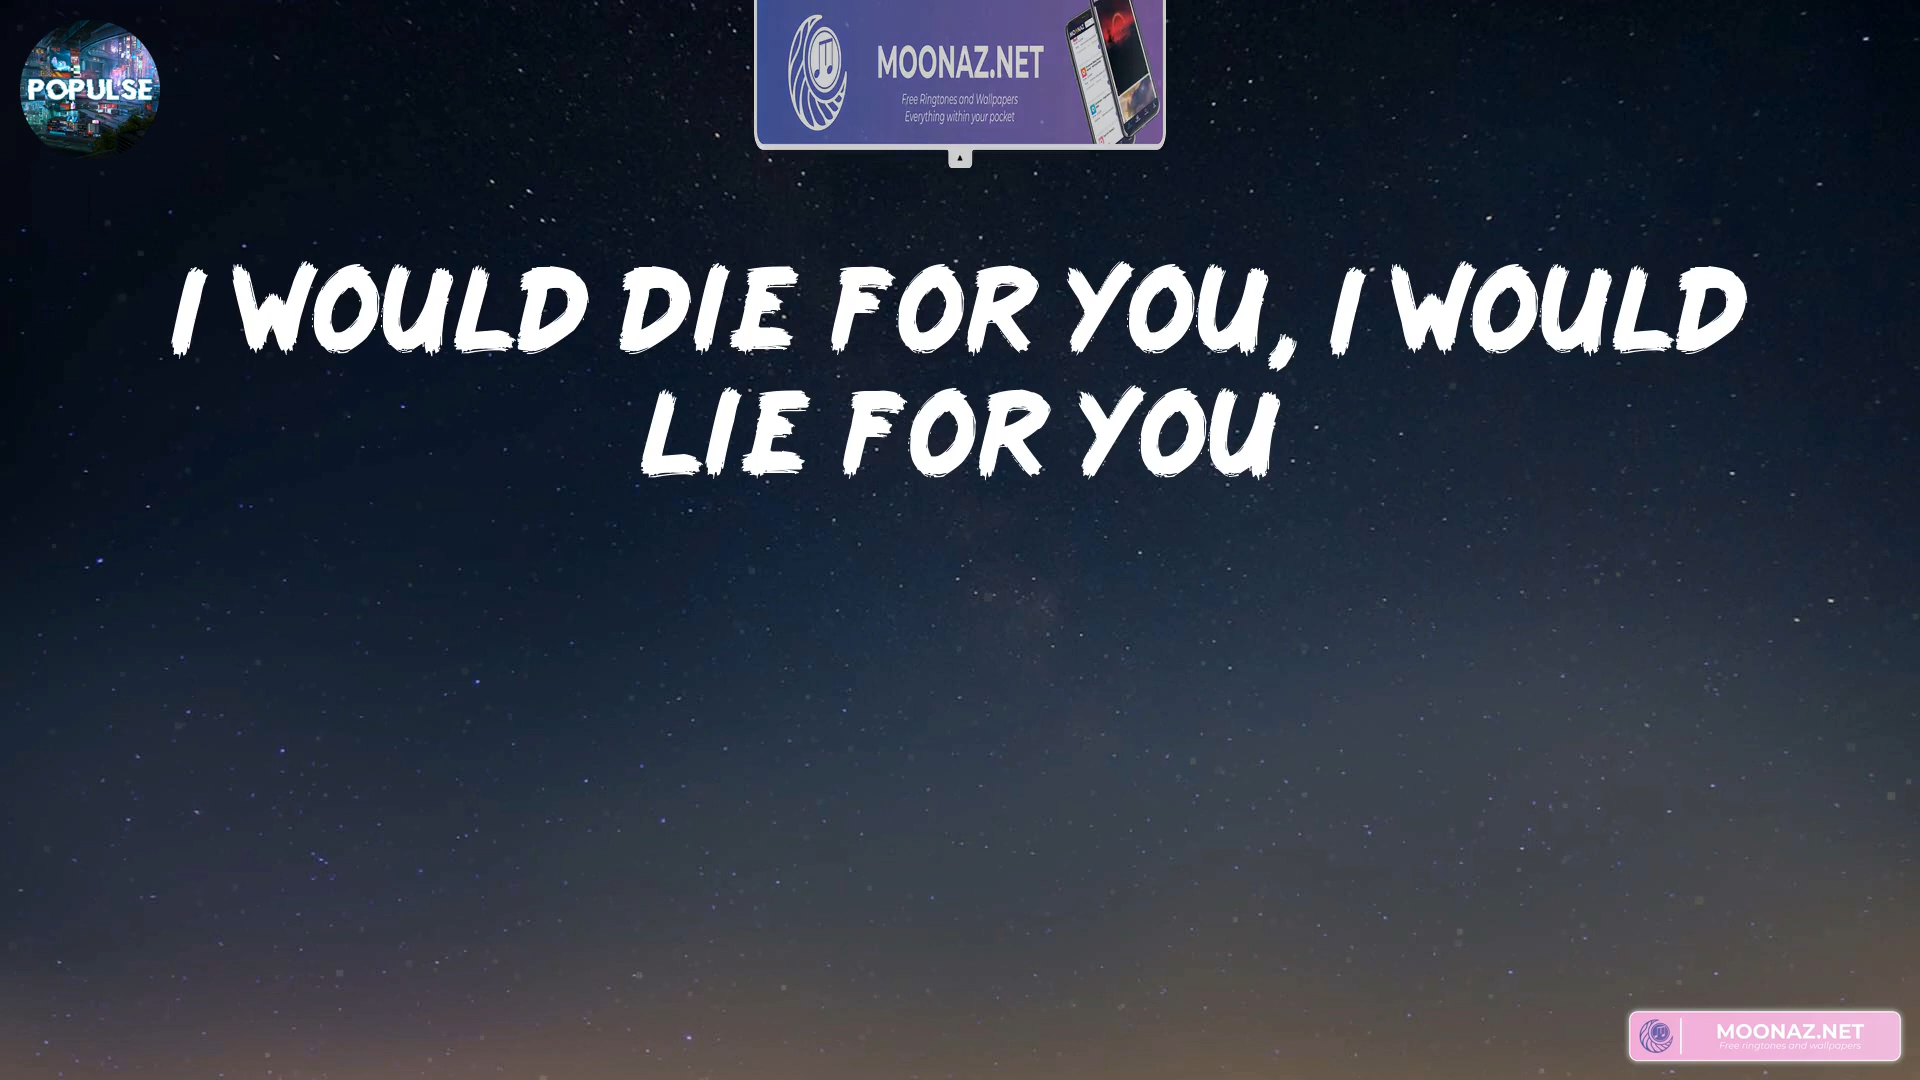 POPULSE
MOONAZ.NET
Free Ringtones and Wallpapers
Everything within your pocket
I WOULD DIE FOR YOU, I WOULD
LIE FOR YOU
MOONAZ.NET
Free ringtones and wallpapers